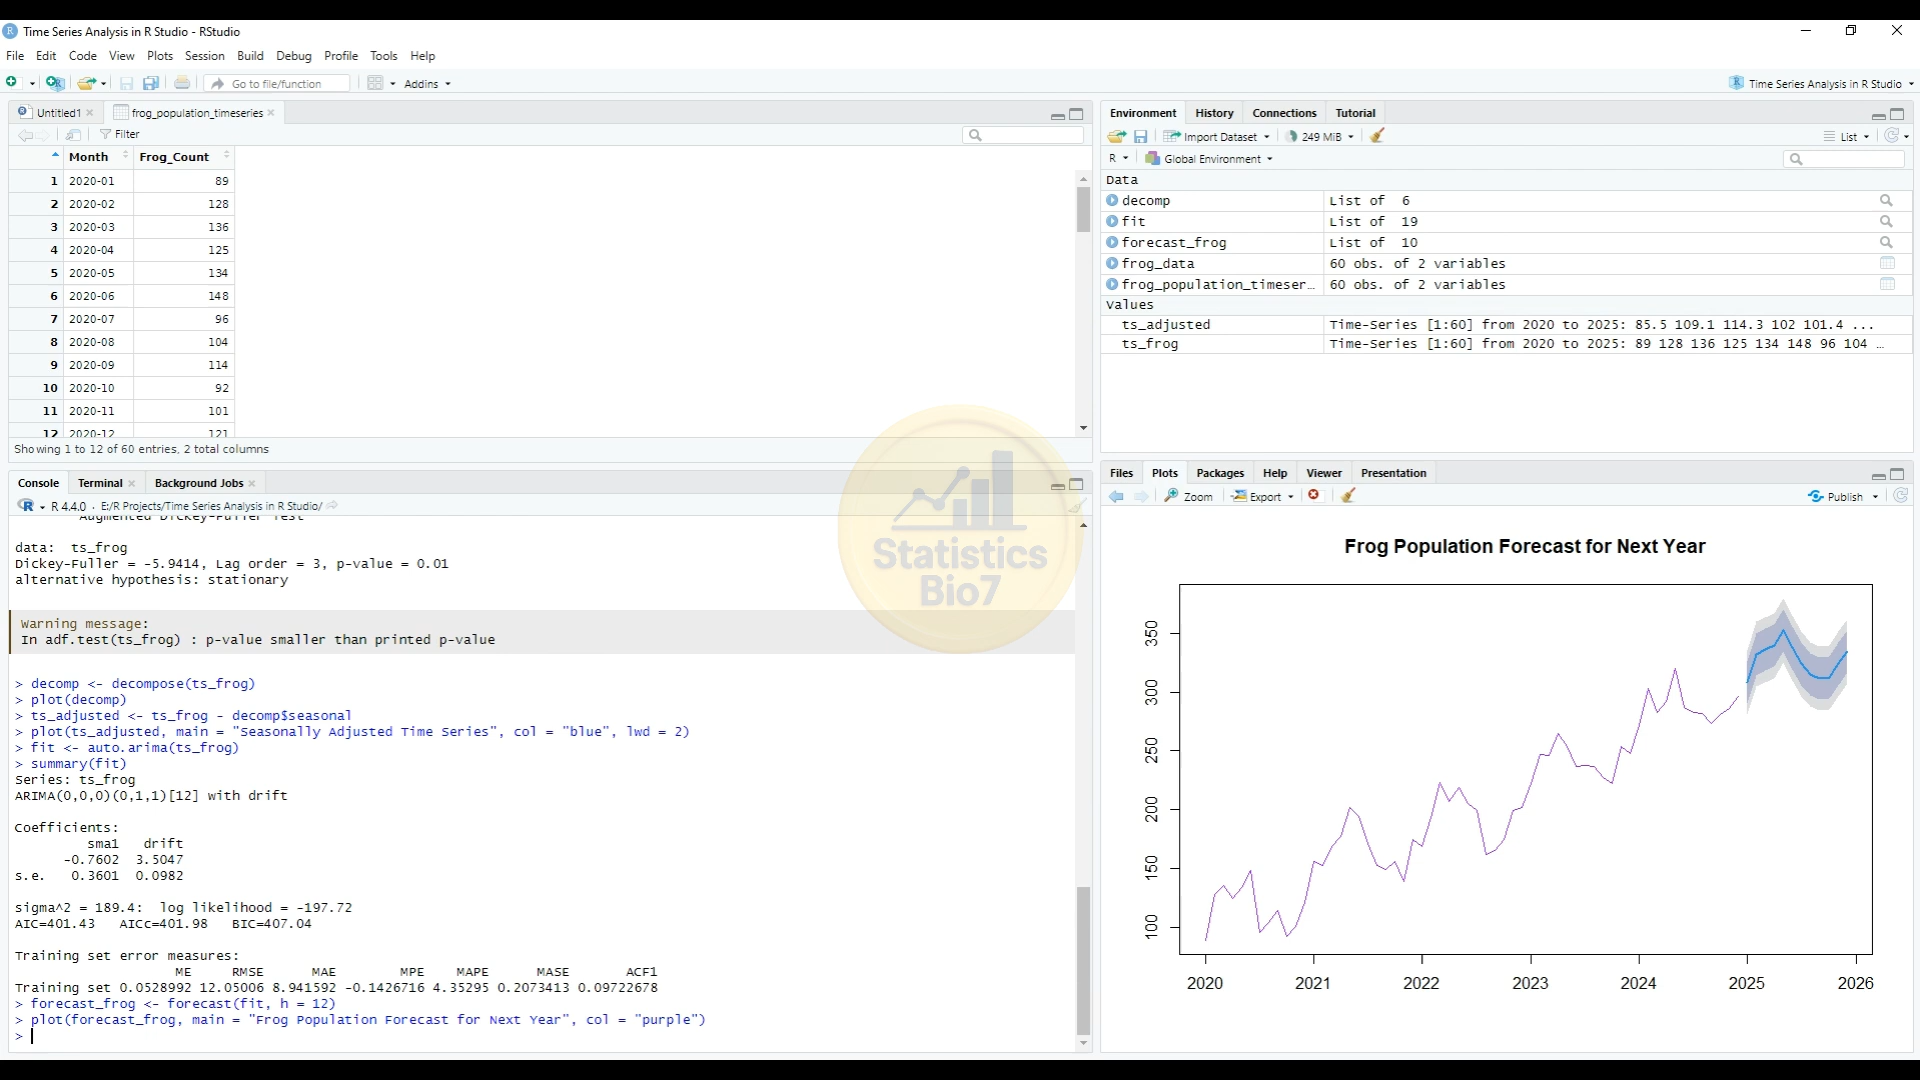 Time Series Analysis in R Studio - RStudio
File Edit Code View Plots Session Build Debug Profile Tools Help
Go to file/function Addins Time Series Analysis in R Studio
Untitled1 frog_population_timeseries
Filter
Month Frog_Count
1 2020-01 89
2 2020-02 128
3 2020-03 136
4 2020-04 125
5 2020-05 134
6 2020-06 148
7 2020-07 96
8 2020-08 104
9 2020-09 114
10 2020-10 92
11 2020-11 101
12 2020-12 121
Showing 1 to 12 of 60 entries, 2 total columns
Console Terminal Background Jobs
R 4.4.0 · E:/R Projects/Time Series Analysis in R Studio/
Augmented Dickey-Fuller Test
data: ts_frog
Dickey-Fuller = -5.9414, Lag order = 3, p-value = 0.01
alternative hypothesis: stationary
Warning message:
In adf.test(ts_frog) : p-value smaller than printed p-value
> decomp <- decompose(ts_frog)
> plot(decomp)
> ts_adjusted <- ts_frog - decomp$seasonal
> plot(ts_adjusted, main = "Seasonally Adjusted Time Series", col = "blue", lwd = 2)
> fit <- auto.arima(ts_frog)
> summary(fit)
Series: ts_frog
ARIMA(0,0,0)(0,1,1)[12] with drift
Coefficients:
sma1 drift
-0.7602 3.5047
s.e. 0.3601 0.0982
sigma^2 = 189.4: log likelihood = -197.72
AIC=401.43 AICc=401.98 BIC=407.04
Training set error measures:
ME RMSE MAE MPE MAPE MASE ACF1
Training set 0.0528992 12.05006 8.941592 -0.1426716 4.35295 0.2073413 0.09722678
> forecast_frog <- forecast(fit, h = 12)
> plot(forecast_frog, main = "Frog Population Forecast for Next Year", col = "purple")
>
Statistics
Bio7
Environment History Connections Tutorial
Import Dataset 249 MiB List
R Global Environment
Data
decomp List of 6
fit List of 19
forecast_frog List of 10
frog_data 60 obs. of 2 variables
frog_population_timeser… 60 obs. of 2 variables
Values
ts_adjusted Time-Series [1:60] from 2020 to 2025: 85.5 109.1 114.3 102 101.4 ...
ts_frog Time-Series [1:60] from 2020 to 2025: 89 128 136 125 134 148 96 104 …
Files Plots Packages Help Viewer Presentation
Zoom Export Publish
Frog Population Forecast for Next Year
350
300
250
200
150
100
2020 2021 2022 2023 2024 2025 2026